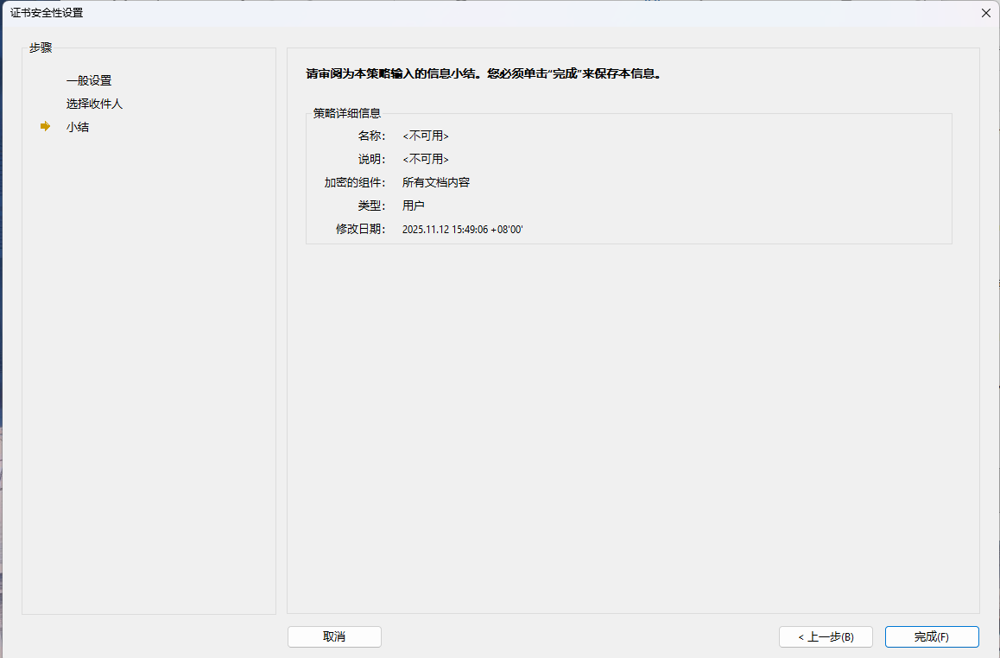 证书安全性设置
步骤
一般设置
选择收件人
小结
请审阅为本策略输入的信息小结。您必须单击“完成”来保存本信息。
策略详细信息
名称： <不可用>
说明： <不可用>
加密的组件： 所有文档内容
类型： 用户
修改日期： 2025.11.12 15:49:06 +08'00'
取消
< 上一步(B)
完成(F)